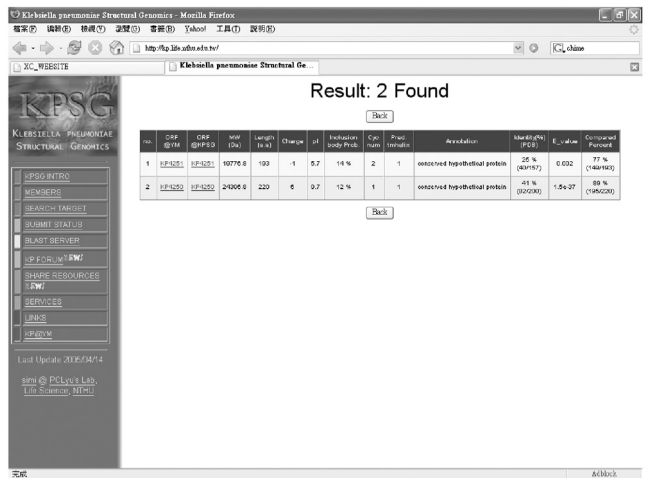 Klebsiella pneumoniae Structural Genomics - Mozilla Firefox
檔案(F) 編輯(E) 檢視(V) 瀏覽(G) 書籤(B) Yahoo! 工具(T) 說明(H)
http://kp.life.nthu.edu.tw/ chime
XC_WEBSITE Klebsiella pneumoniae Structural Ge...
KPSG
KLEBSIELLA PNEUMONIAE
STRUCTURAL GENOMICS
KPSG INTRO
MEMBERS
SEARCH TARGET
SUBMIT STATUS
BLAST SERVER
KP FORUM NEW!
SHARE RESOURCES
NEW!
SERVICES
LINKS
KP@YM
Last Update 2005/04/14
simi @ PCLyu's Lab,
Life Science, NTHU
Result: 2 Found
Back
no. ORF @YM ORF @KPSG MW (Da) Length (a.a) Charge pI Inclusion body Prob. Cys num Pred. tmhelix Annotation Identity(%) (PDB) E_value Compared Percent
1 KP4251 KP4251 19776.8 193 -1 5.7 14 % 2 1 conserved hypothetical protein 25 % (40/157) 0.002 77 % (149/193)
2 KP4250 KP4250 24396.8 220 6 9.7 12 % 1 1 conserved hypothetical protein 41 % (82/200) 1.5e-37 89 % (195/220)
Back
完成 Adblock